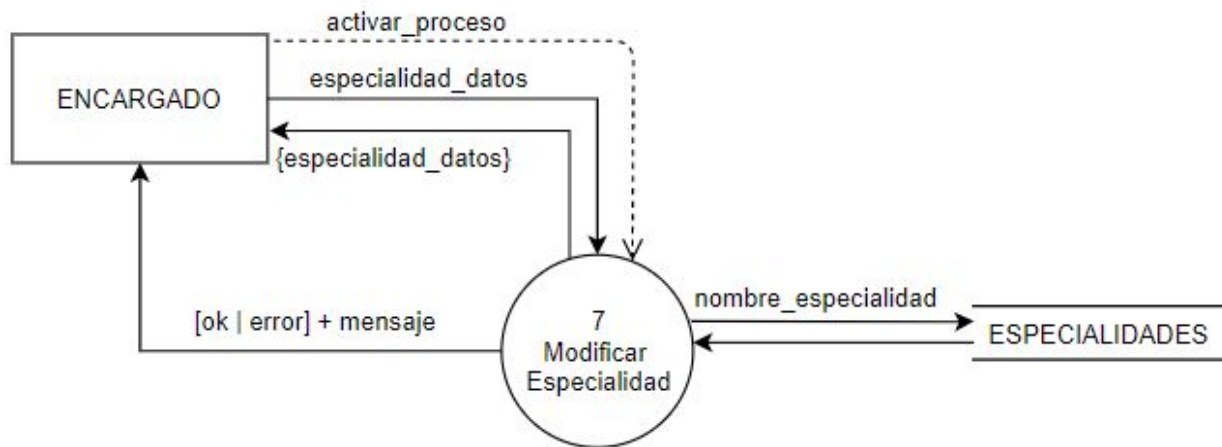 activar_proceso
especialidad_datos
ENCARGADO
{especialidad_datos}
nombre_especialidad
[ok | error] + mensaje
7
Modificar
Especialidad
ESPECIALIDADES